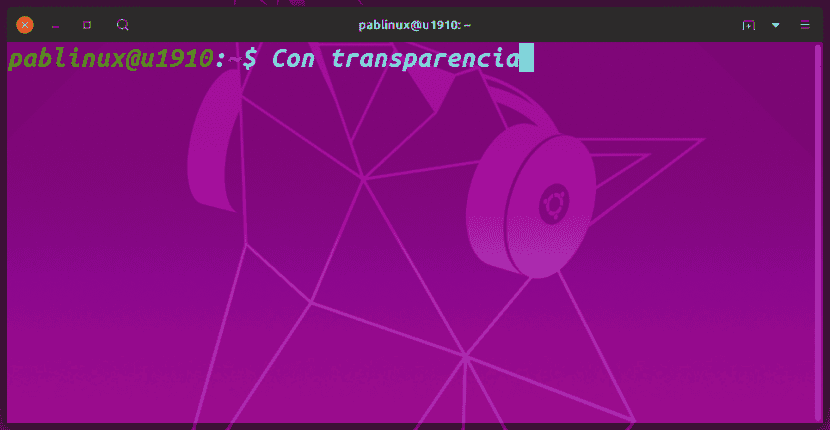 pablinux@u1910: ~
pablinux@u1910:~$ Con transparencia